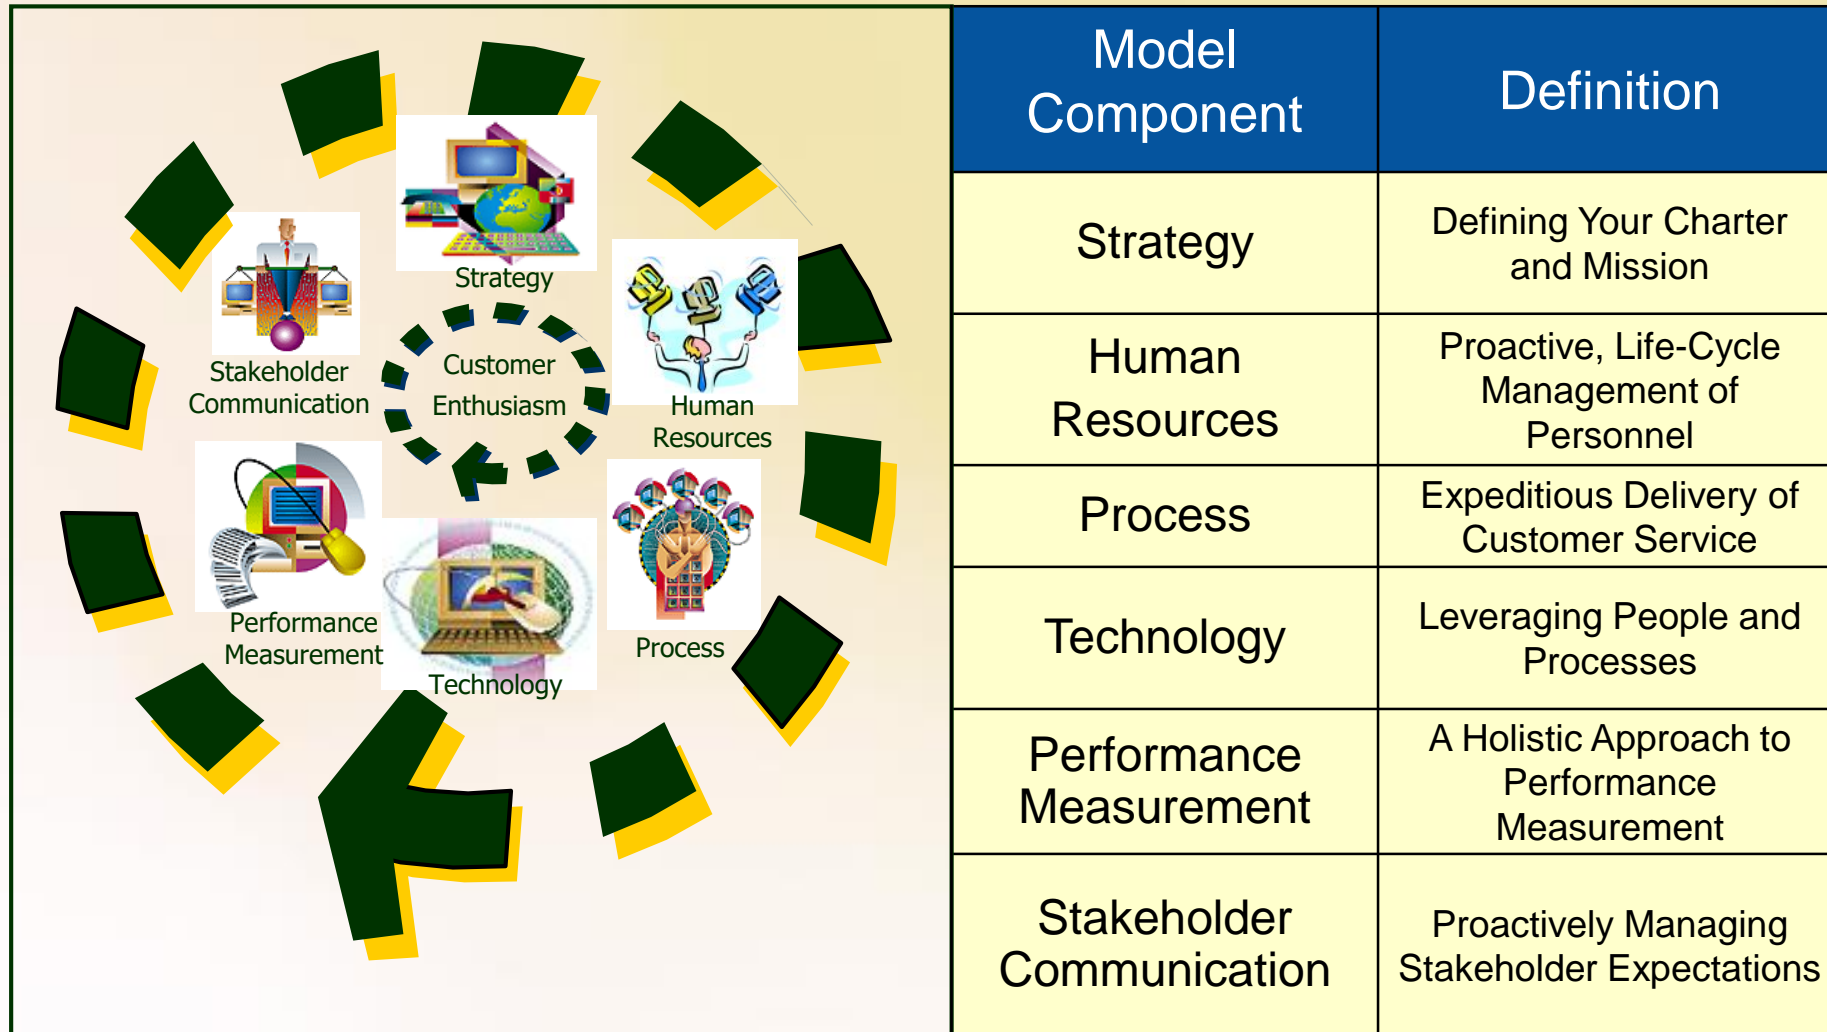 Strategy
Stakeholder
Communication
Customer
Enthusiasm
Human
Resources
Performance
Measurement
Process
Technology
Model
Component
Definition
Strategy
Defining Your Charter
and Mission
Human
Resources
Proactive, Life-Cycle
Management of
Personnel
Process
Expeditious Delivery of
Customer Service
Technology
Leveraging People and
Processes
Performance
Measurement
A Holistic Approach to
Performance
Measurement
Stakeholder
Communication
Proactively Managing
Stakeholder Expectations